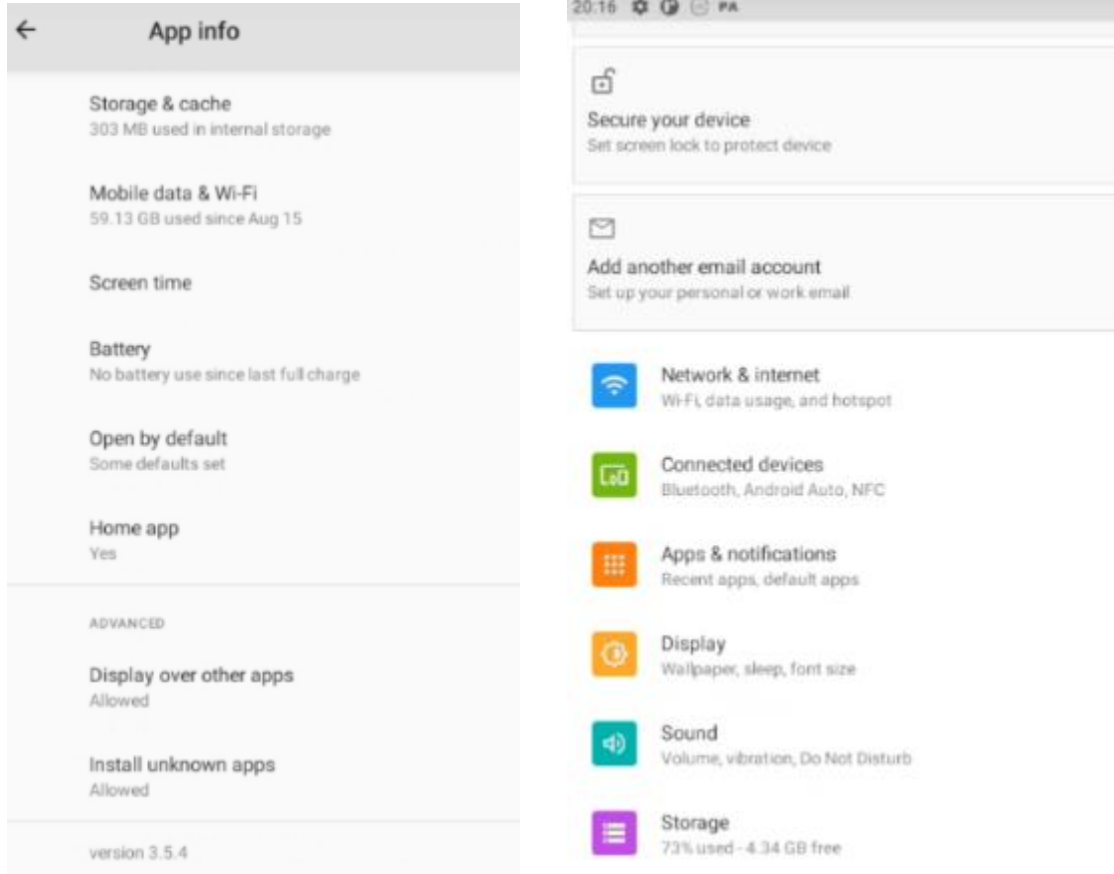 App info
Storage & cache
303 MB used in internal storage
Mobile data & Wi-Fi
59.13 GB used since Aug 15
Screen time
Battery
No battery use since last full charge
Open by default
Some defaults set
Home app
Yes
ADVANCED
Display over other apps
Allowed
Install unknown apps
Allowed
version 3.5.4
20:16 PA
Secure your device
Set screen lock to protect device
Add another email account
Set up your personal or work email
Network & internet
Wi-Fi, data usage, and hotspot
Connected devices
Bluetooth, Android Auto, NFC
Apps & notifications
Recent apps, default apps
Display
Wallpaper, sleep, font size
Sound
Volume, vibration, Do Not Disturb
Storage
73% used - 4.34 GB free